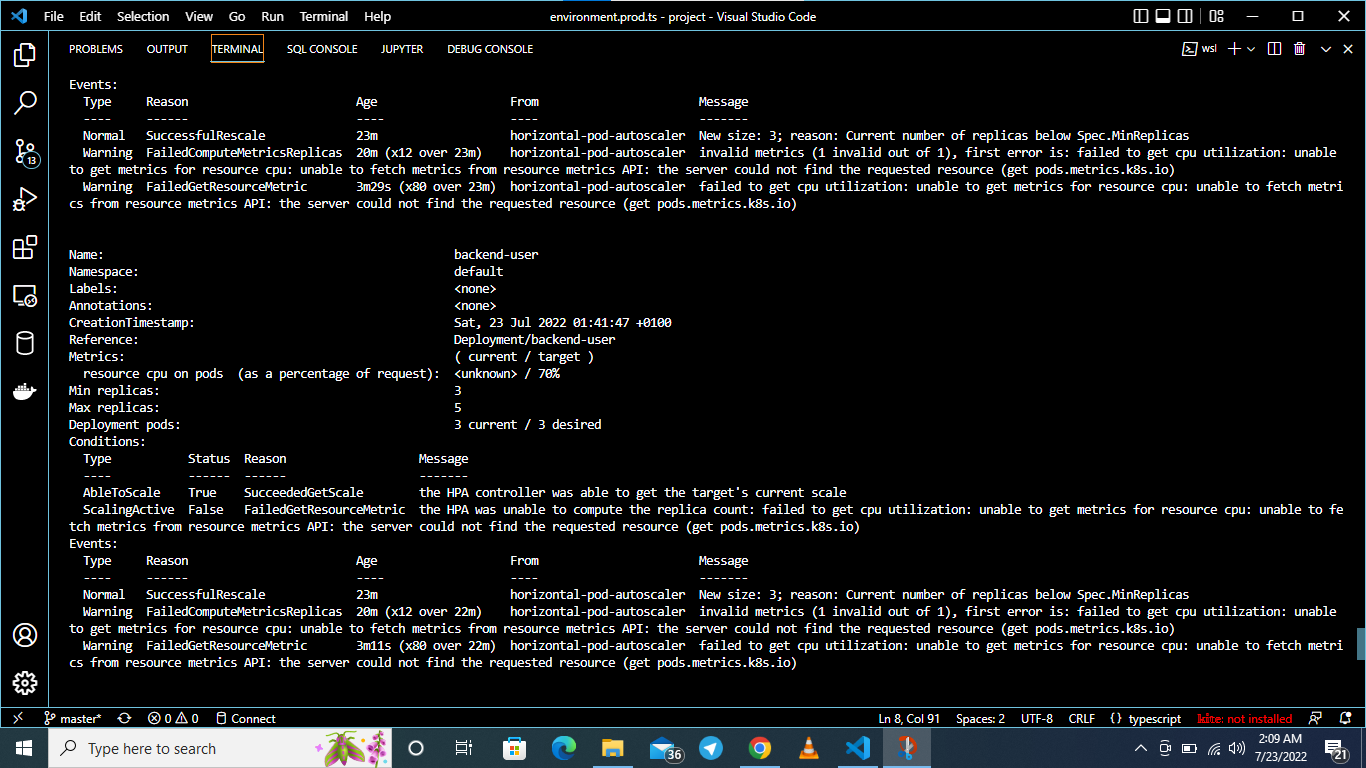 File Edit Selection View Go Run Terminal Help environment.prod.ts - project - Visual Studio Code
PROBLEMS OUTPUT TERMINAL SQL CONSOLE JUPYTER DEBUG CONSOLE wsl
Events:
Type Reason Age From Message
---- ------ ---- ---- -------
Normal SuccessfulRescale 23m horizontal-pod-autoscaler New size: 3; reason: Current number of replicas below Spec.MinReplicas
Warning FailedComputeMetricsReplicas 20m (x12 over 23m) horizontal-pod-autoscaler invalid metrics (1 invalid out of 1), first error is: failed to get cpu utilization: unable
to get metrics for resource cpu: unable to fetch metrics from resource metrics API: the server could not find the requested resource (get pods.metrics.k8s.io)
Warning FailedGetResourceMetric 3m29s (x80 over 23m) horizontal-pod-autoscaler failed to get cpu utilization: unable to get metrics for resource cpu: unable to fetch metri
cs from resource metrics API: the server could not find the requested resource (get pods.metrics.k8s.io)
Name: backend-user
Namespace: default
Labels: <none>
Annotations: <none>
CreationTimestamp: Sat, 23 Jul 2022 01:41:47 +0100
Reference: Deployment/backend-user
Metrics: ( current / target )
resource cpu on pods (as a percentage of request): <unknown> / 70%
Min replicas: 3
Max replicas: 5
Deployment pods: 3 current / 3 desired
Conditions:
Type Status Reason Message
---- ------ ------ -------
AbleToScale True SucceededGetScale the HPA controller was able to get the target's current scale
ScalingActive False FailedGetResourceMetric the HPA was unable to compute the replica count: failed to get cpu utilization: unable to get metrics for resource cpu: unable to fe
tch metrics from resource metrics API: the server could not find the requested resource (get pods.metrics.k8s.io)
Events:
Type Reason Age From Message
---- ------ ---- ---- -------
Normal SuccessfulRescale 23m horizontal-pod-autoscaler New size: 3; reason: Current number of replicas below Spec.MinReplicas
Warning FailedComputeMetricsReplicas 20m (x12 over 22m) horizontal-pod-autoscaler invalid metrics (1 invalid out of 1), first error is: failed to get cpu utilization: unable
to get metrics for resource cpu: unable to fetch metrics from resource metrics API: the server could not find the requested resource (get pods.metrics.k8s.io)
Warning FailedGetResourceMetric 3m11s (x80 over 22m) horizontal-pod-autoscaler failed to get cpu utilization: unable to get metrics for resource cpu: unable to fetch metri
cs from resource metrics API: the server could not find the requested resource (get pods.metrics.k8s.io)
13
master* 0 0 Connect Ln 8, Col 91 Spaces: 2 UTF-8 CRLF {} typescript kite: not installed
Type here to search 36 2:09 AM
7/23/2022 21